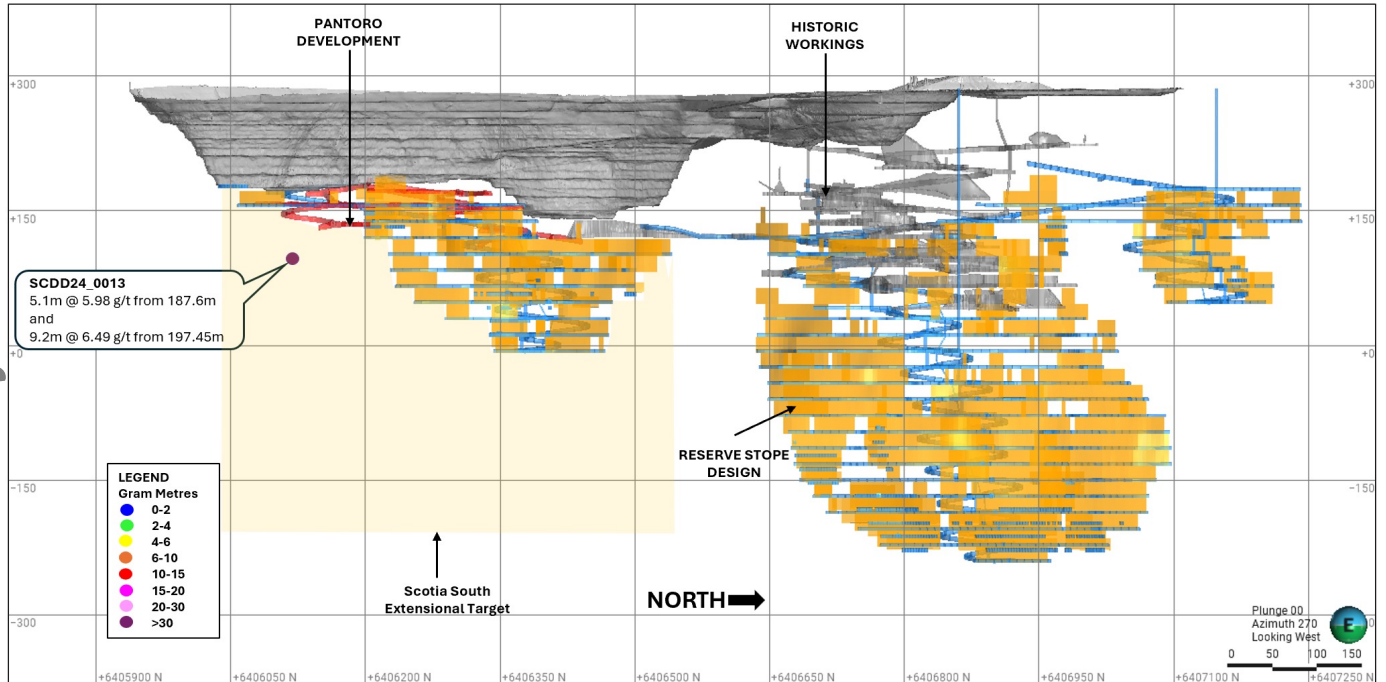 PANTORO
DEVELOPMENT
HISTORIC
WORKINGS
+300
+300
+150
+150
SCDD24_0013
5.1m @ 5.98 g/t from 187.6m
and
9.2m @ 6.49 g/t from 197.45m
+0
+0
RESERVE STOPE
DESIGN
LEGEND
Gram Metres
0-2
2-4
4-6
6-10
10-15
15-20
20-30
>30
-150
-150
Scotia South
Extensional Target
NORTH
-300
Plunge 00
Azimuth 270
Looking West
E
0 50 100 150
+6405900 N
+6406050 N
+6406200 N
+6406350 N
+6406500 N
+6406650 N
+6406800 N
+6406950 N
+6407100 N
+6407250 N